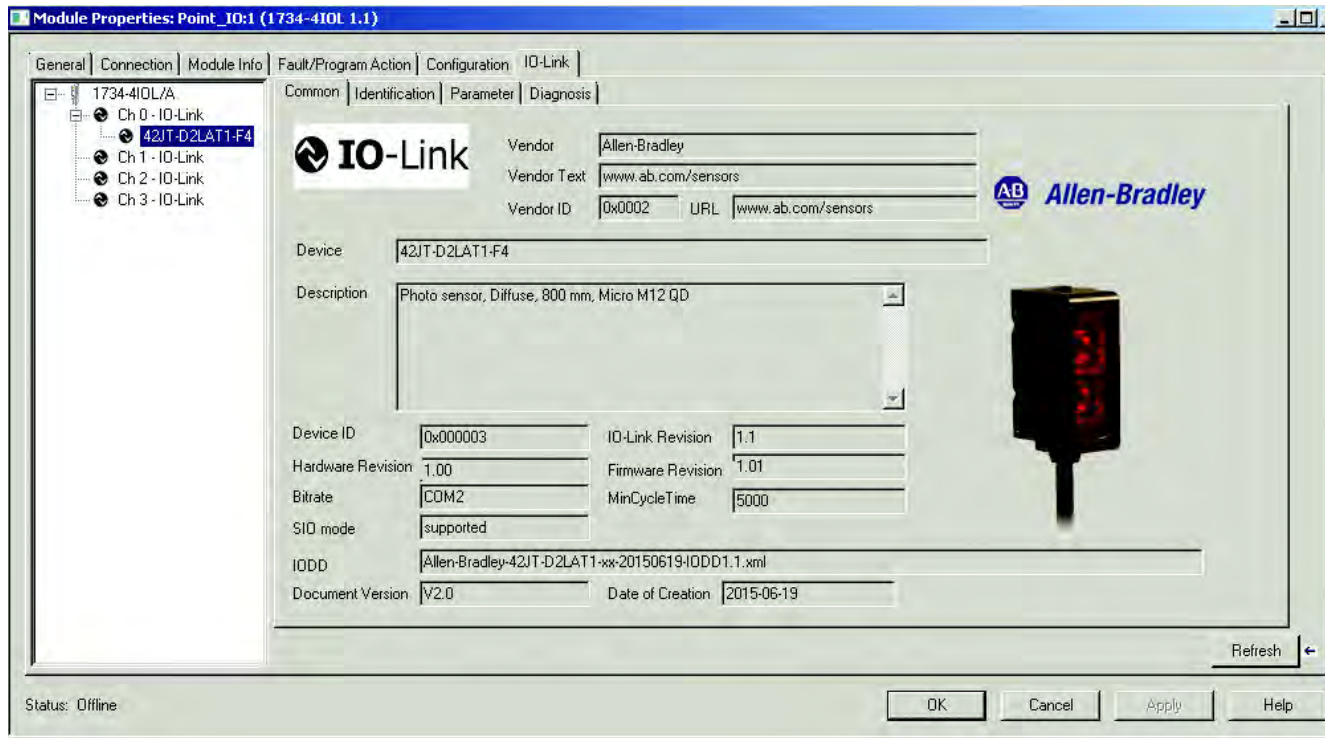 Module Properties: Point_IO:1 (1734-4IOL 1.1)
General Connection Module Info Fault/Program Action Configuration IO-Link
1734-4IOL/A
Ch 0 - IO-Link
42JT-D2LAT1-F4
Ch 1 - IO-Link
Ch 2 - IO-Link
Ch 3 - IO-Link
Common Identification Parameter Diagnosis
IO-Link
Vendor Allen-Bradley
Vendor Text www.ab.com/sensors
Vendor ID 0x0002 URL www.ab.com/sensors
AB Allen-Bradley
Device 42JT-D2LAT1-F4
Description Photo sensor, Diffuse, 800 mm, Micro M12 QD
Device ID 0x000003 IO-Link Revision 1.1
Hardware Revision 1.00 Firmware Revision 1.01
Bitrate COM2 MinCycleTime 5000
SIO mode supported
IODD Allen-Bradley-42JT-D2LAT1-xx-20150619-IODD1.1.xml
Document Version V2.0 Date of Creation 2015-06-19
Refresh
Status: Offline OK Cancel Apply Help